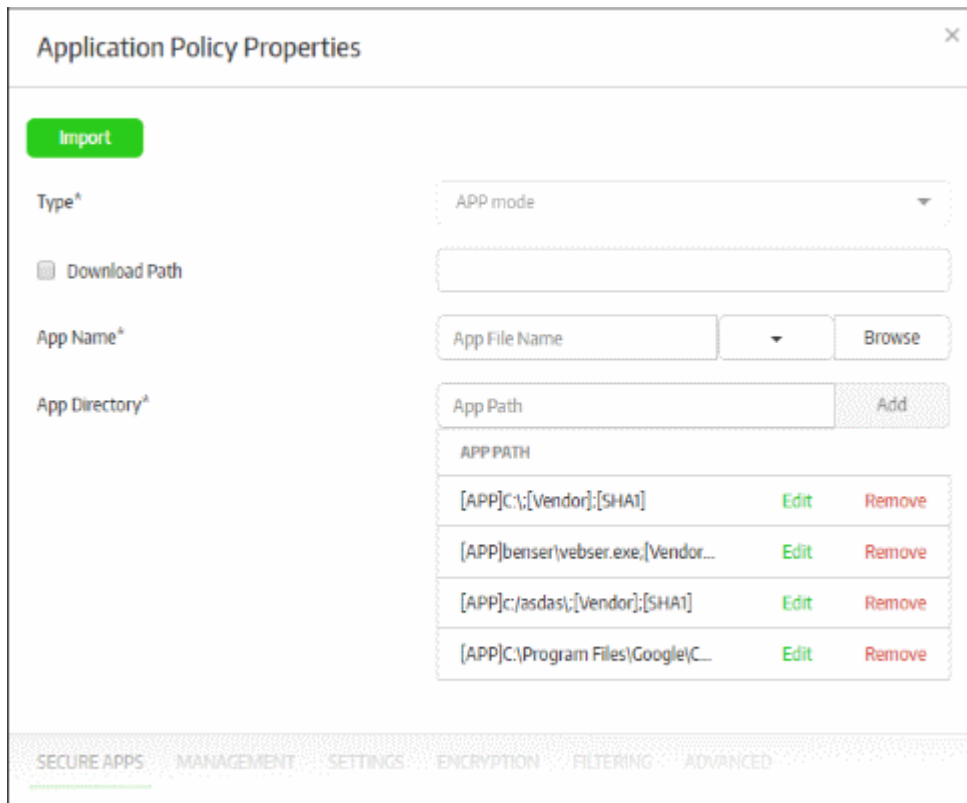 Application Policy Properties
×
Import
Type*
APP mode
Download Path
App Name*
App File Name
Browse
App Directory*
App Path
Add
APP PATH
[APP]C:\;[Vendor];[SHA1] Edit Remove
[APP]benser\vebser.exe;[Vendor... Edit Remove
[APP]c:/asdas\;[Vendor];[SHA1] Edit Remove
[APP]C:\Program Files\Google\C... Edit Remove
SECURE APPS MANAGEMENT SETTINGS ENCRYPTION FILTERING ADVANCED